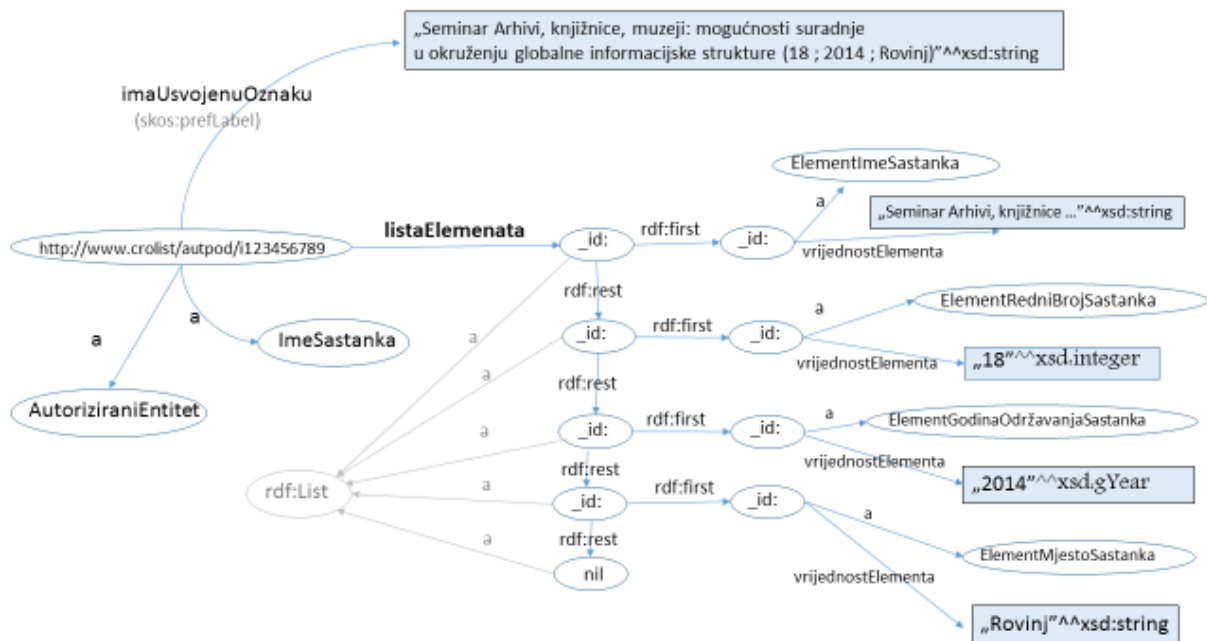 „Seminar Arhivi, knjižnice, muzeji: mogućnosti suradnje
u okruženju globalne informacijske strukture (18 ; 2014 ; Rovinj)”^^xsd:string
imaUsvojenuOznaku
(skos:prefLabel)
ElementImeSastanka
a
„Seminar Arhivi, knjižnice ...”^^xsd:string
http://www.crolist/autpod/i123456789
listaElemenata
_id:
rdf:first
_id:
vrijednostElementa
rdf:rest
a
a
ImeSastanka
AutoriziraniEntitet
a
_id:
rdf:first
_id:
a
ElementRedniBrojSastanka
vrijednostElementa
„18”^^xsd:integer
a
rdf:rest
a
_id:
rdf:first
_id:
a
ElementGodinaOdržavanjaSastanka
vrijednostElementa
„2014”^^xsd:gYear
rdf:rest
rdf:List
a
_id:
rdf:first
_id:
a
ElementMjestoSastanka
rdf:rest
a
nil
vrijednostElementa
„Rovinj”^^xsd:string